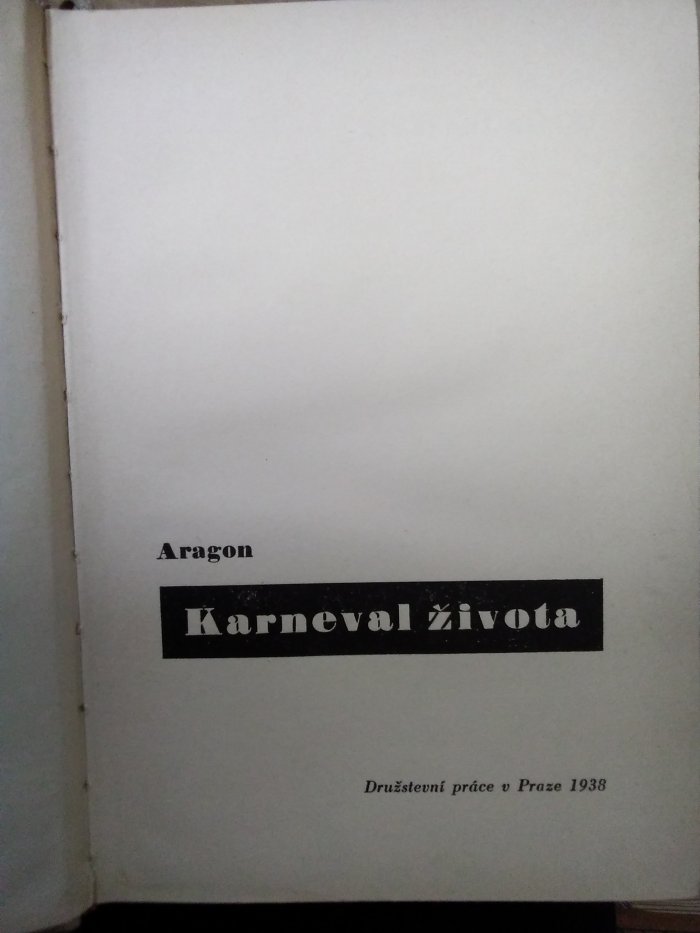 Aragon
Karneval života
Družstevní práce v Praze 1938